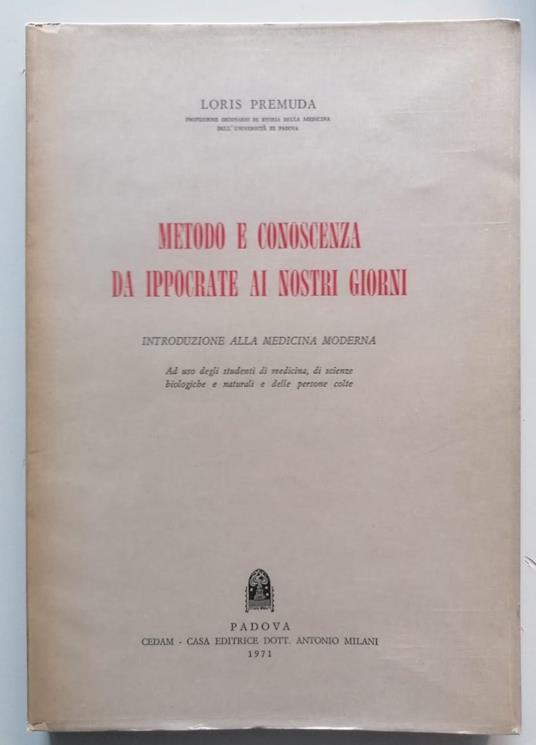 LORIS PREMUDA
PROFESSORE ORDINARIO DI STORIA DELLA MEDICINA
DELL'UNIVERSITÀ DI PADOVA
METODO E CONOSCENZA
DA IPPOCRATE AI NOSTRI GIORNI
INTRODUZIONE ALLA MEDICINA MODERNA
Ad uso degli studenti di medicina, di scienze
biologiche e naturali e delle persone colte
PADOVA
CEDAM - CASA EDITRICE DOTT. ANTONIO MILANI
1971